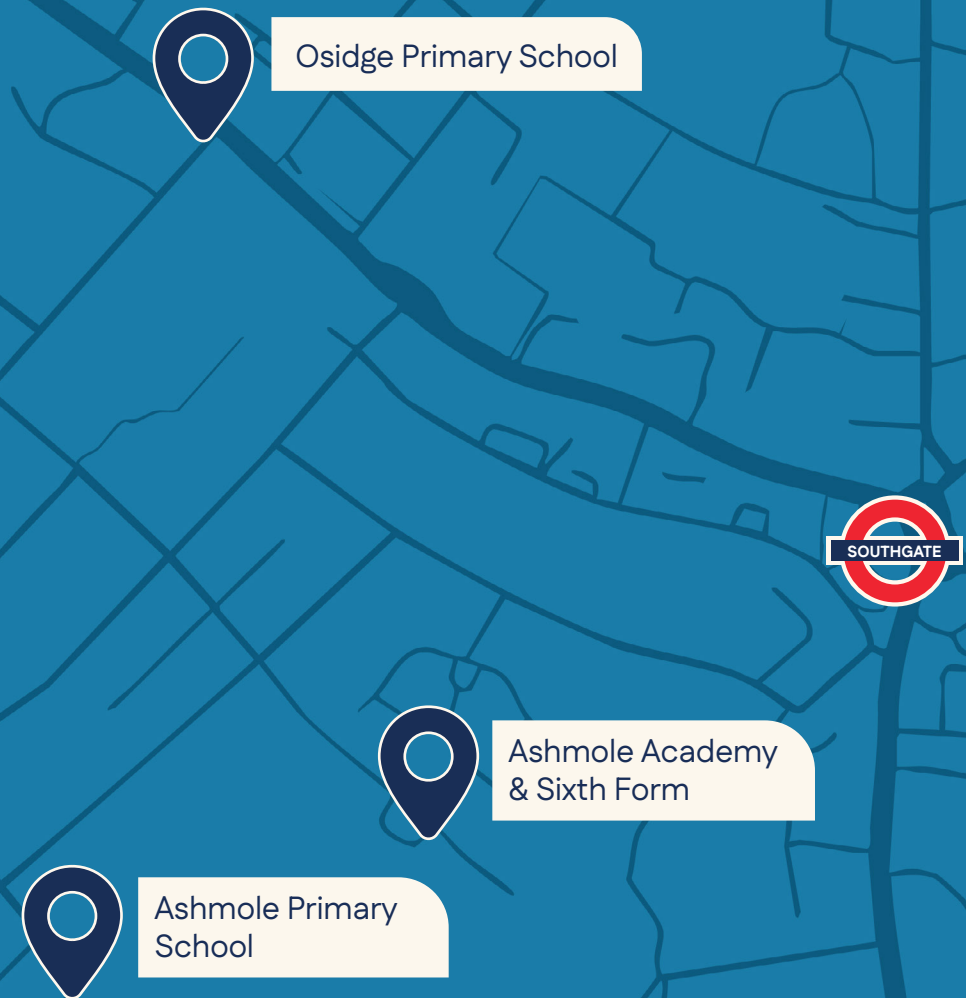 Osidge Primary School
SOUTHGATE
Ashmole Academy
& Sixth Form
Ashmole Primary
School